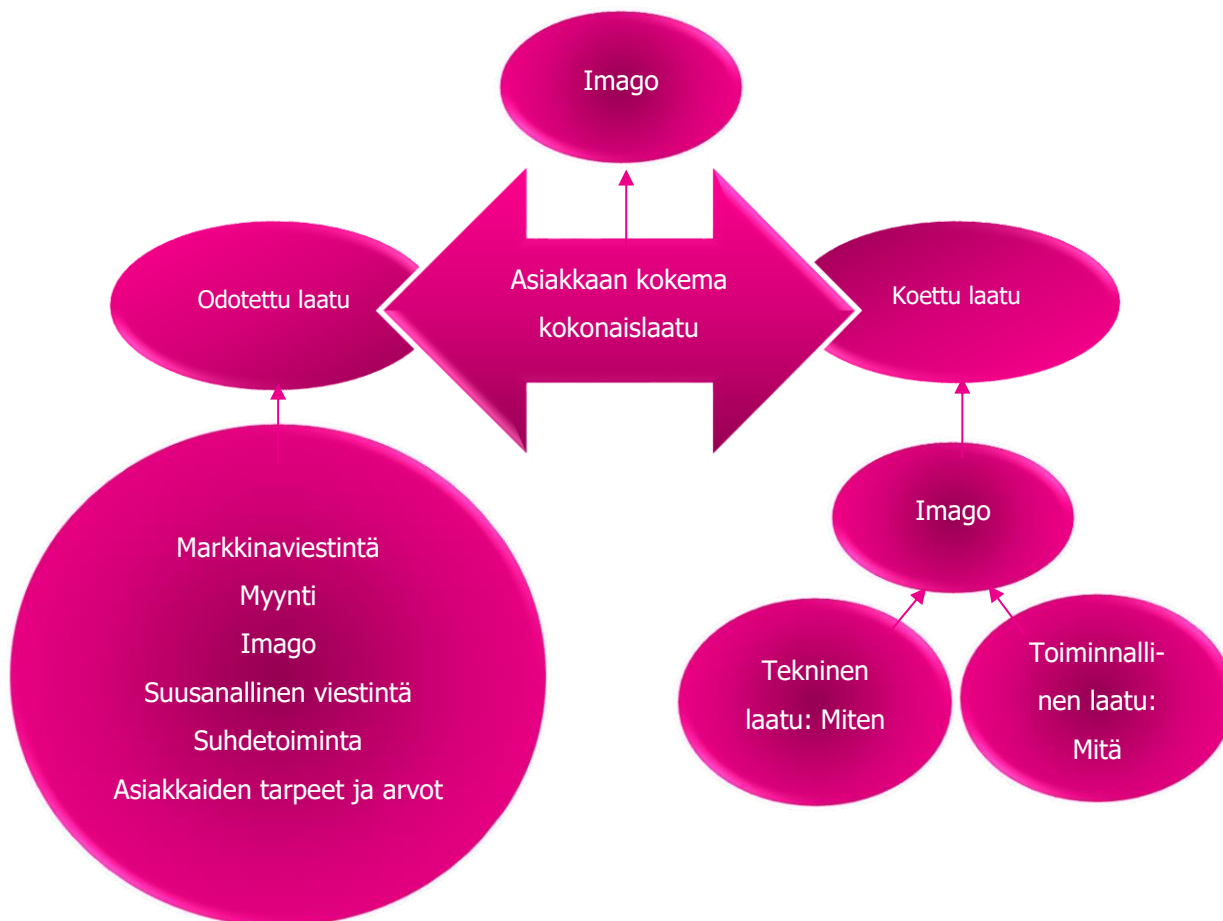 Imago
Odotettu laatu
Asiakkaan kokema
kokonaislaatu
Koettu laatu
Markkinaviestintä
Myynti
Imago
Suusanallinen viestintä
Suhdetoiminta
Asiakkaiden tarpeet ja arvot
Imago
Tekninen
laatu: Miten
Toiminnalli-
nen laatu:
Mitä